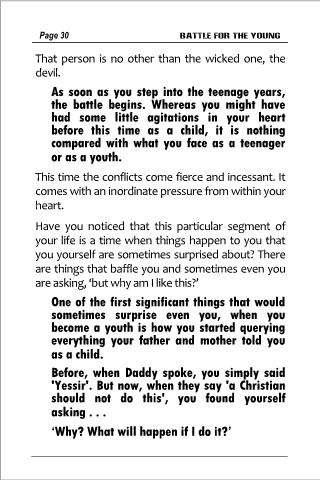 Page 30 BATTLE FOR THE YOUNG
That person is no other than the wicked one, the
devil.
As soon as you step into the teenage years,
the battle begins. Whereas you might have
had some little agitations in your heart
before this time as a child, it is nothing
compared with what you face as a teenager
or as a youth.
This time the conflicts come fierce and incessant. It
comes with an inordinate pressure from within your
heart.
Have you noticed that this particular segment of
your life is a time when things happen to you that
you yourself are sometimes surprised about? There
are things that baffle you and sometimes even you
are asking, ‘but why am I like this?’
One of the first significant things that would
sometimes surprise even you, when you
become a youth is how you started querying
everything your father and mother told you
as a child.
Before, when Daddy spoke, you simply said
'Yessir'. But now, when they say 'a Christian
should not do this', you found yourself
asking . . .
‘Why? What will happen if I do it?’